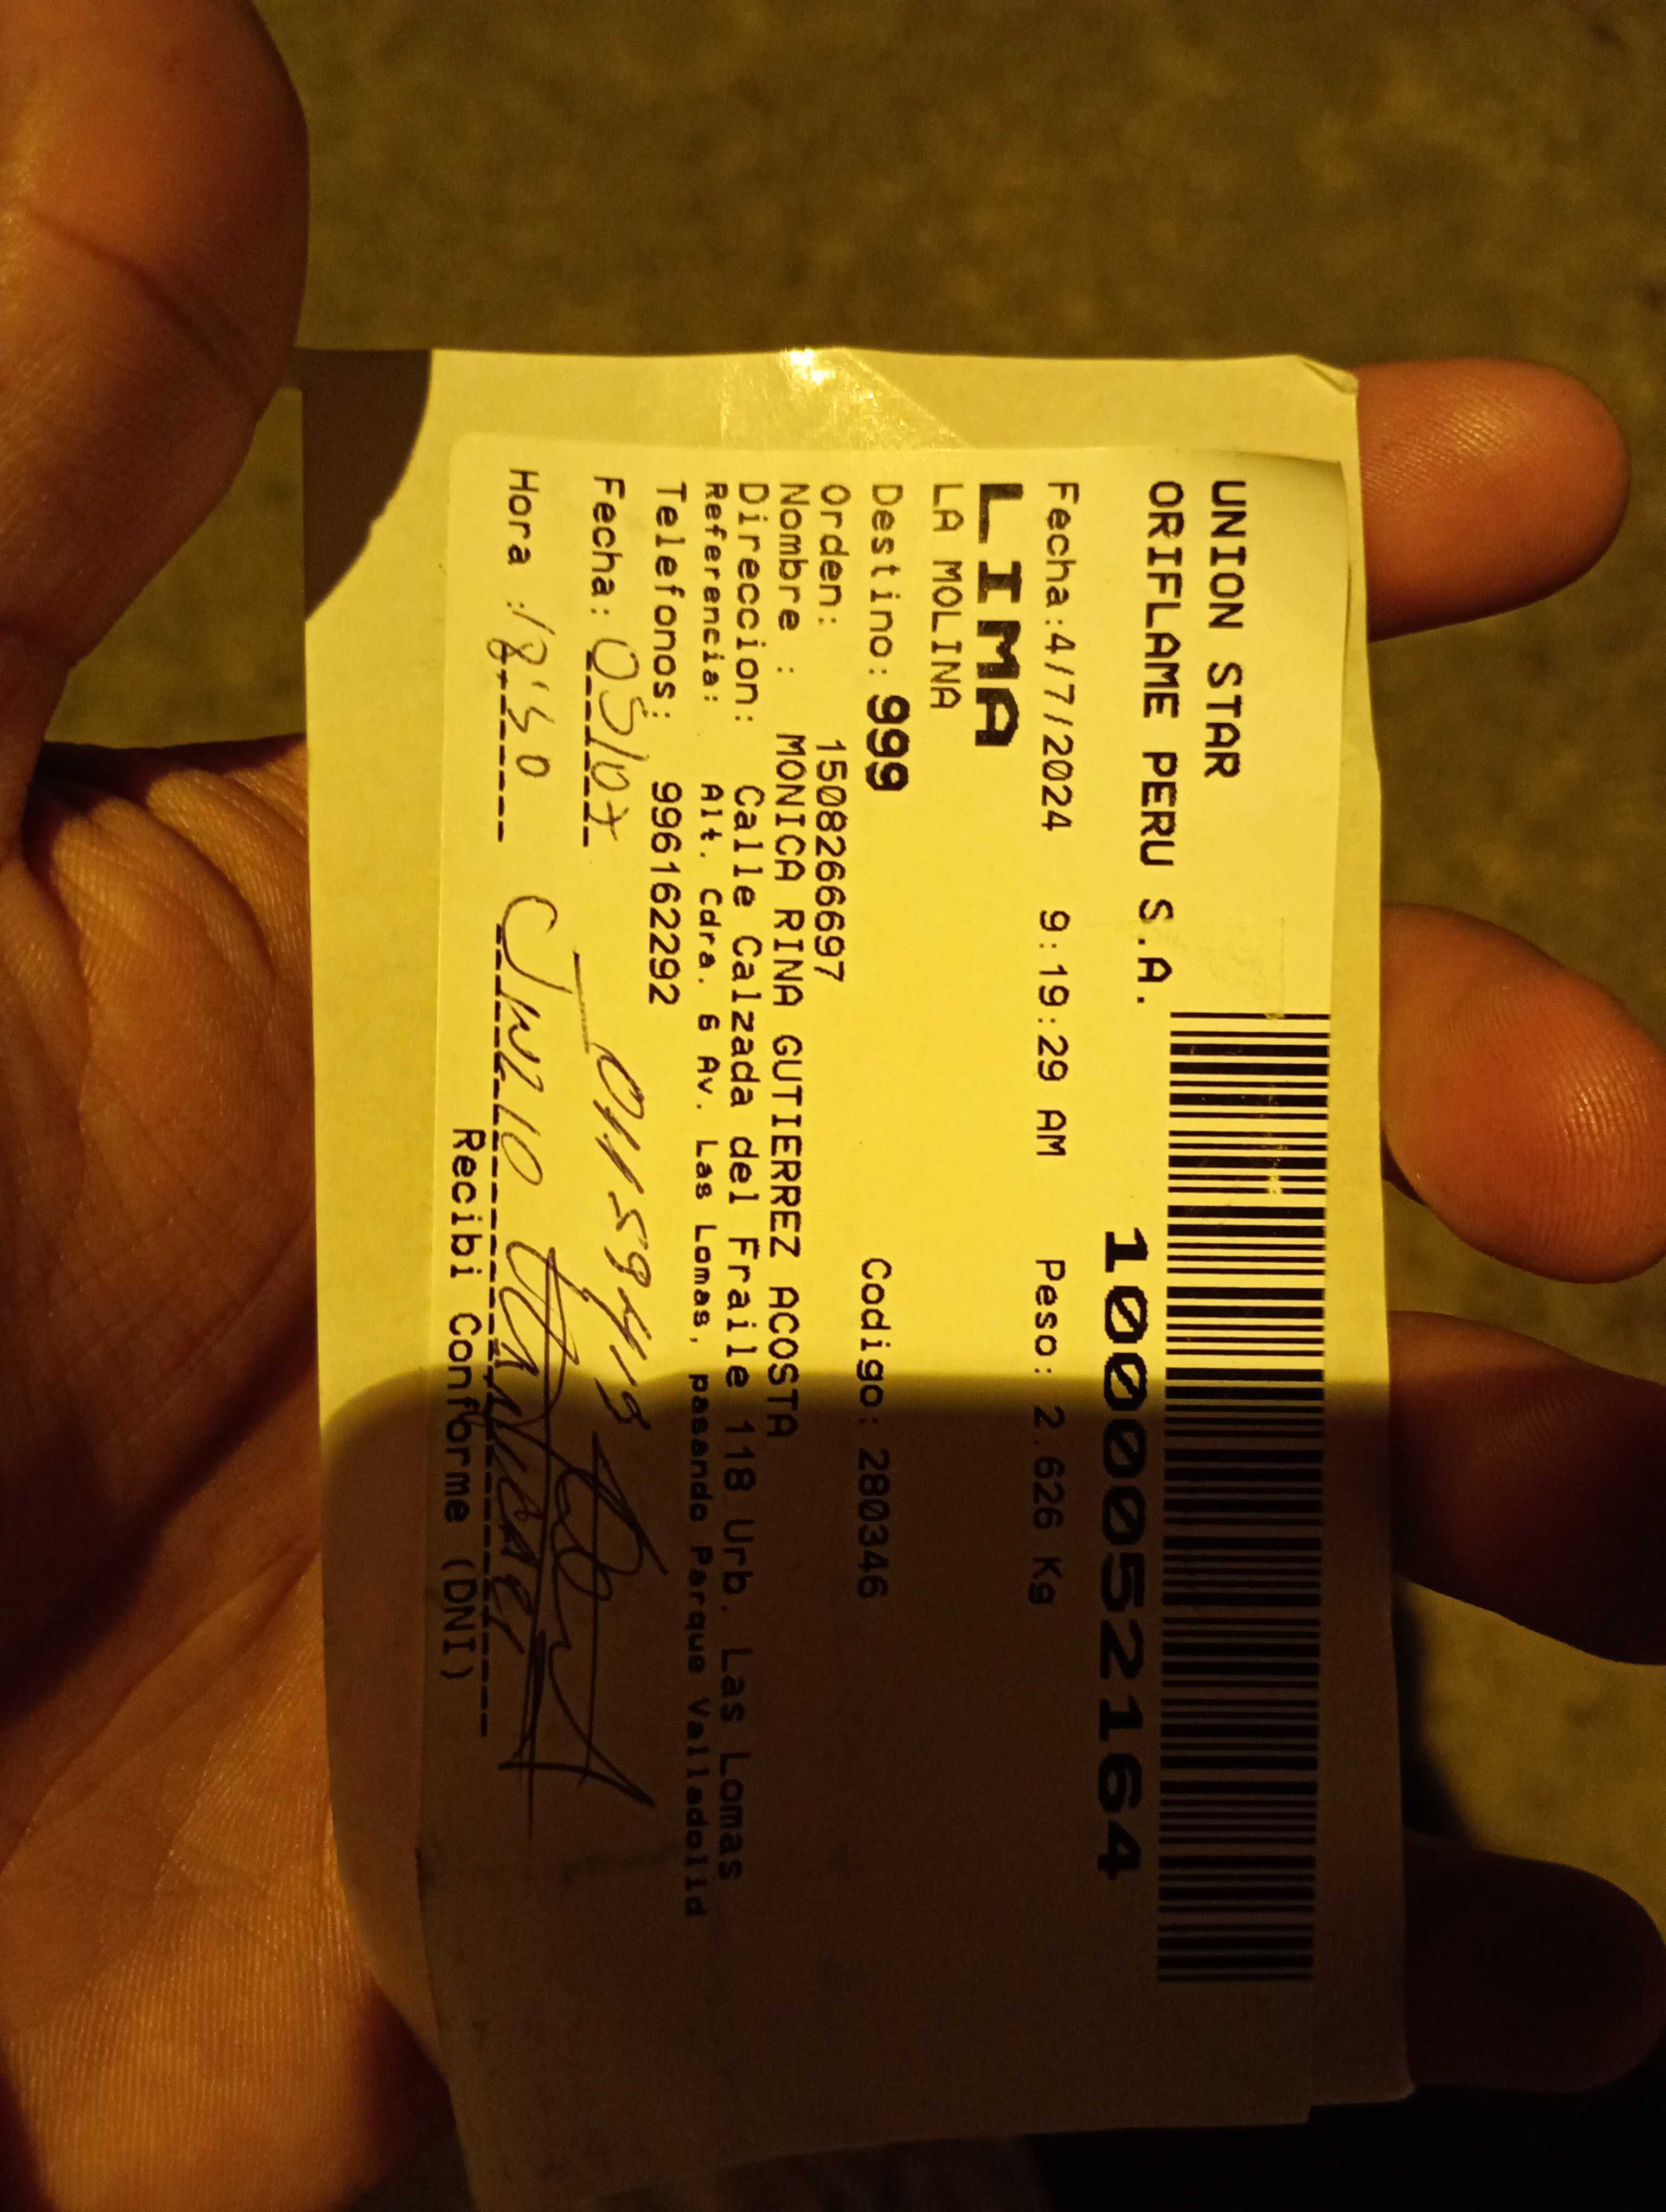 UNION STAR
ORIFLAME PERU S.A.
1000052164
Fecha:4/7/2024 9:19:29 AM Peso: 2.626 Kg
LIMA
LA MOLINA
Destino: 999 Codigo: 280346
Orden: 1508266697
Nombre : MONICA RINA GUTIERREZ ACOSTA
Direccion: Calle Calzada del Fraile 118 Urb. Las Lomas
Referencia: Alt. Cdra. 6 Av. Las Lomas, pasando Parque Valladolid
Telefonos: 996162292
Fecha: 05/07
Hora : 18:30
Recibi Conforme (DNI)